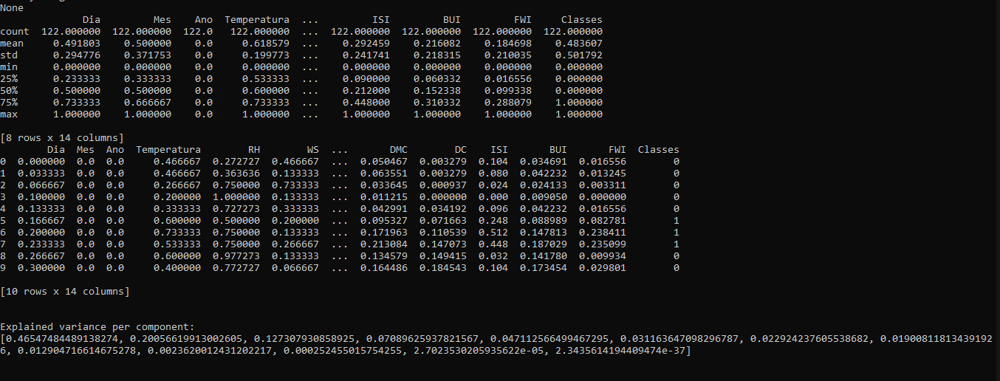 None
Dia Mes Ano Temperatura ... ISI BUI FWI Classes
count 122.000000 122.000000 122.0 122.000000 ... 122.000000 122.000000 122.000000 122.000000
mean 0.491803 0.500000 0.0 0.618579 ... 0.292459 0.216082 0.184698 0.483607
std 0.294776 0.371753 0.0 0.199773 ... 0.241741 0.218315 0.210035 0.501792
min 0.000000 0.000000 0.0 0.000000 ... 0.000000 0.000000 0.000000 0.000000
25% 0.233333 0.333333 0.0 0.533333 ... 0.090000 0.060332 0.016556 0.000000
50% 0.500000 0.500000 0.0 0.600000 ... 0.212000 0.152338 0.099338 0.000000
75% 0.733333 0.666667 0.0 0.733333 ... 0.448000 0.310332 0.288079 1.000000
max 1.000000 1.000000 0.0 1.000000 ... 1.000000 1.000000 1.000000 1.000000
[8 rows x 14 columns]
Dia Mes Ano Temperatura RH WS ... DMC DC ISI BUI FWI Classes
0 0.000000 0.0 0.0 0.466667 0.272727 0.466667 ... 0.050467 0.003279 0.104 0.034691 0.016556 0
1 0.033333 0.0 0.0 0.466667 0.363636 0.133333 ... 0.063551 0.003279 0.080 0.042232 0.013245 0
2 0.066667 0.0 0.0 0.266667 0.750000 0.733333 ... 0.033645 0.000937 0.024 0.024133 0.003311 0
3 0.100000 0.0 0.0 0.200000 1.000000 0.133333 ... 0.011215 0.000000 0.000 0.009050 0.000000 0
4 0.133333 0.0 0.0 0.333333 0.727273 0.333333 ... 0.042991 0.034192 0.096 0.042232 0.016556 0
5 0.166667 0.0 0.0 0.600000 0.500000 0.200000 ... 0.095327 0.071663 0.248 0.088989 0.082781 1
6 0.200000 0.0 0.0 0.733333 0.750000 0.133333 ... 0.171963 0.110539 0.512 0.147813 0.238411 1
7 0.233333 0.0 0.0 0.533333 0.750000 0.266667 ... 0.213084 0.147073 0.448 0.187029 0.235099 1
8 0.266667 0.0 0.0 0.600000 0.977273 0.133333 ... 0.134579 0.149415 0.032 0.141780 0.009934 0
9 0.300000 0.0 0.0 0.400000 0.772727 0.066667 ... 0.164486 0.184543 0.104 0.173454 0.029801 0
[10 rows x 14 columns]
Explained variance per component:
[0.46547484489138274, 0.20056619913002605, 0.127307930858925, 0.07089625937821567, 0.047112566499467295, 0.031163647098296787, 0.022924237605538682, 0.01900811813439192
6, 0.012904716614675278, 0.0023620012431202217, 0.000252455015754255, 2.7023530205935622e-05, 2.3435614194409474e-37]